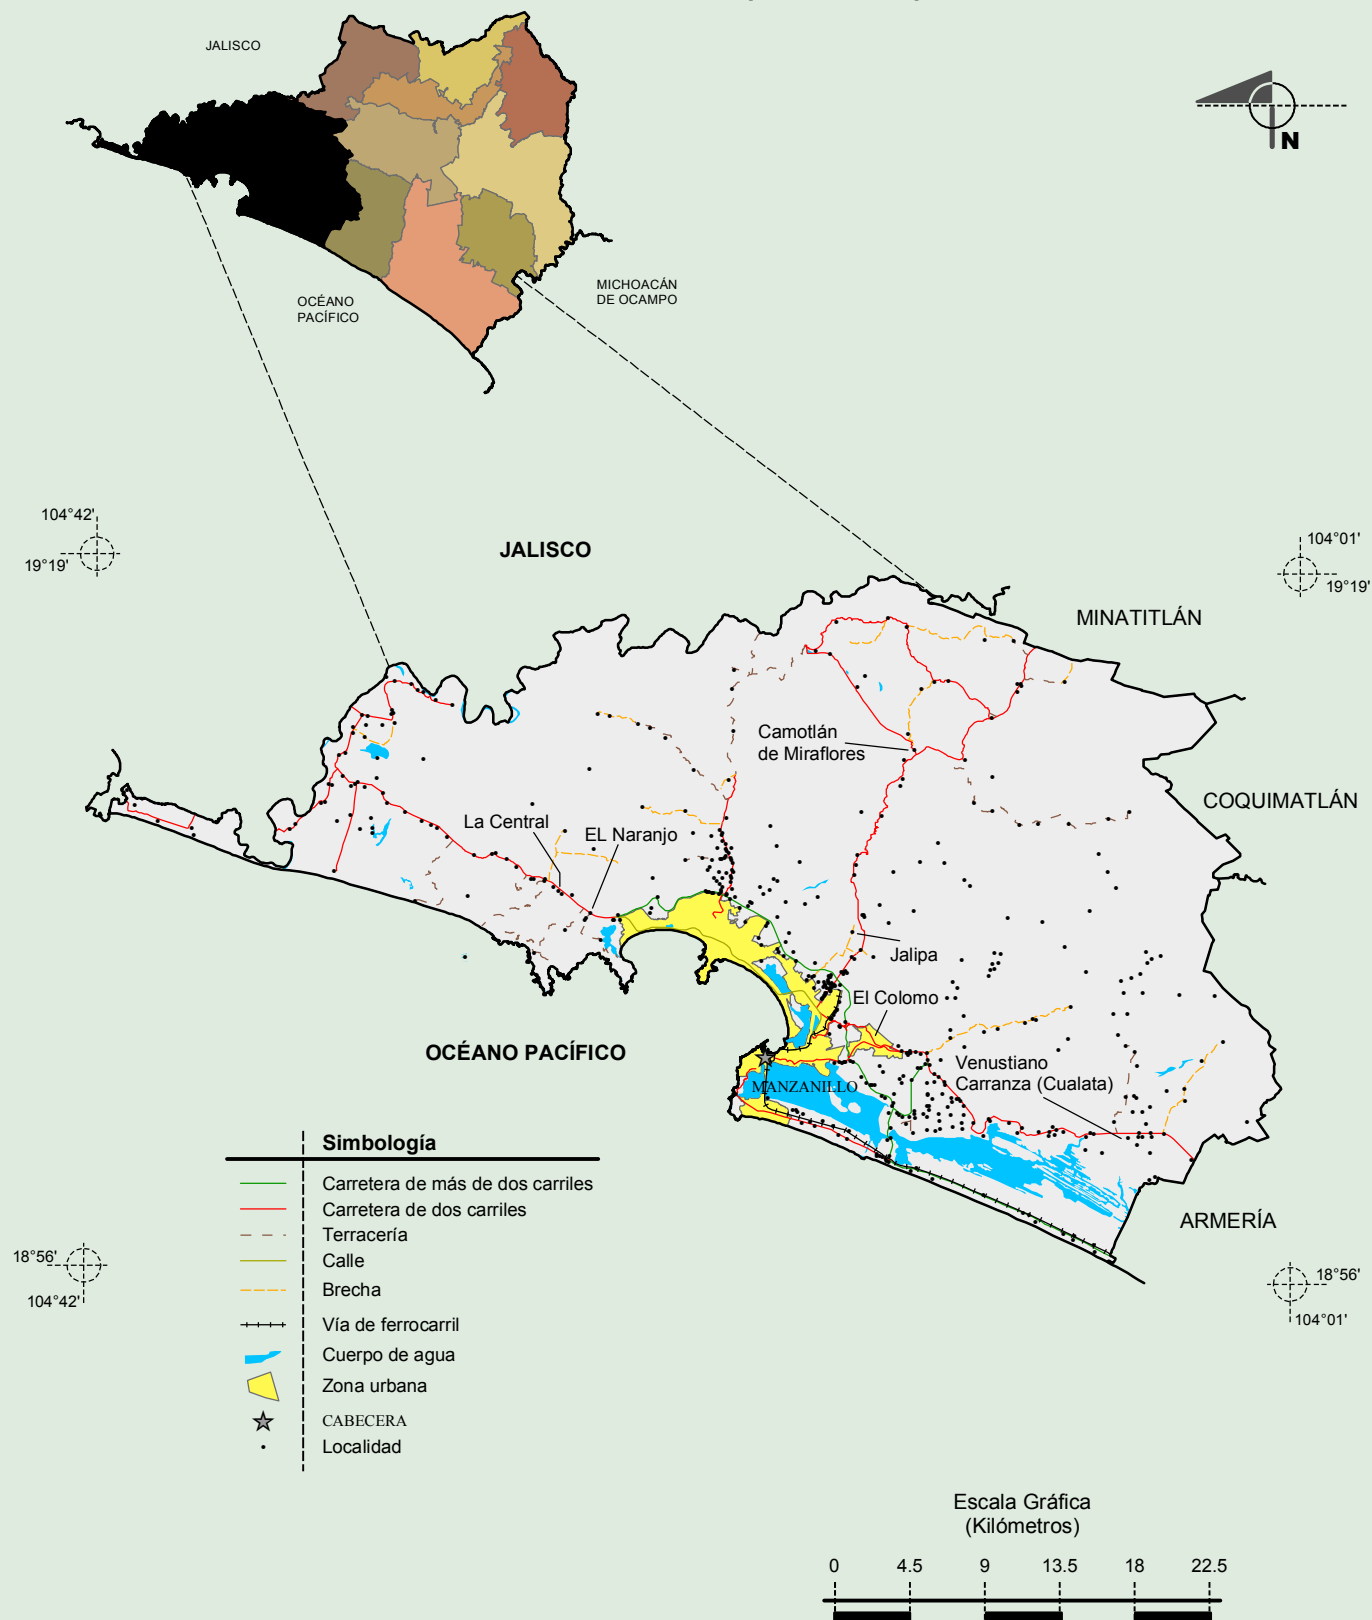 JALISCO
N
MICHOACÁN
DE OCAMPO
OCÉANO
PACÍFICO
104°42'
19°19'
JALISCO
104°01'
19°19'
MINATITLÁN
Camotlán
de Miraflores
COQUIMATLÁN
La Central
EL Naranjo
Jalipa
El Colomo
OCÉANO PACÍFICO
Venustiano
Carranza (Cualata)
MANZANILLO
ARMERÍA
Simbología
Carretera de más de dos carriles
Carretera de dos carriles
Terracería
Calle
Brecha
Vía de ferrocarril
Cuerpo de agua
Zona urbana
CABECERA
Localidad
18°56'
104°42'
18°56'
104°01'
Escala Gráfica
(Kilómetros)
0 4.5 9 13.5 18 22.5